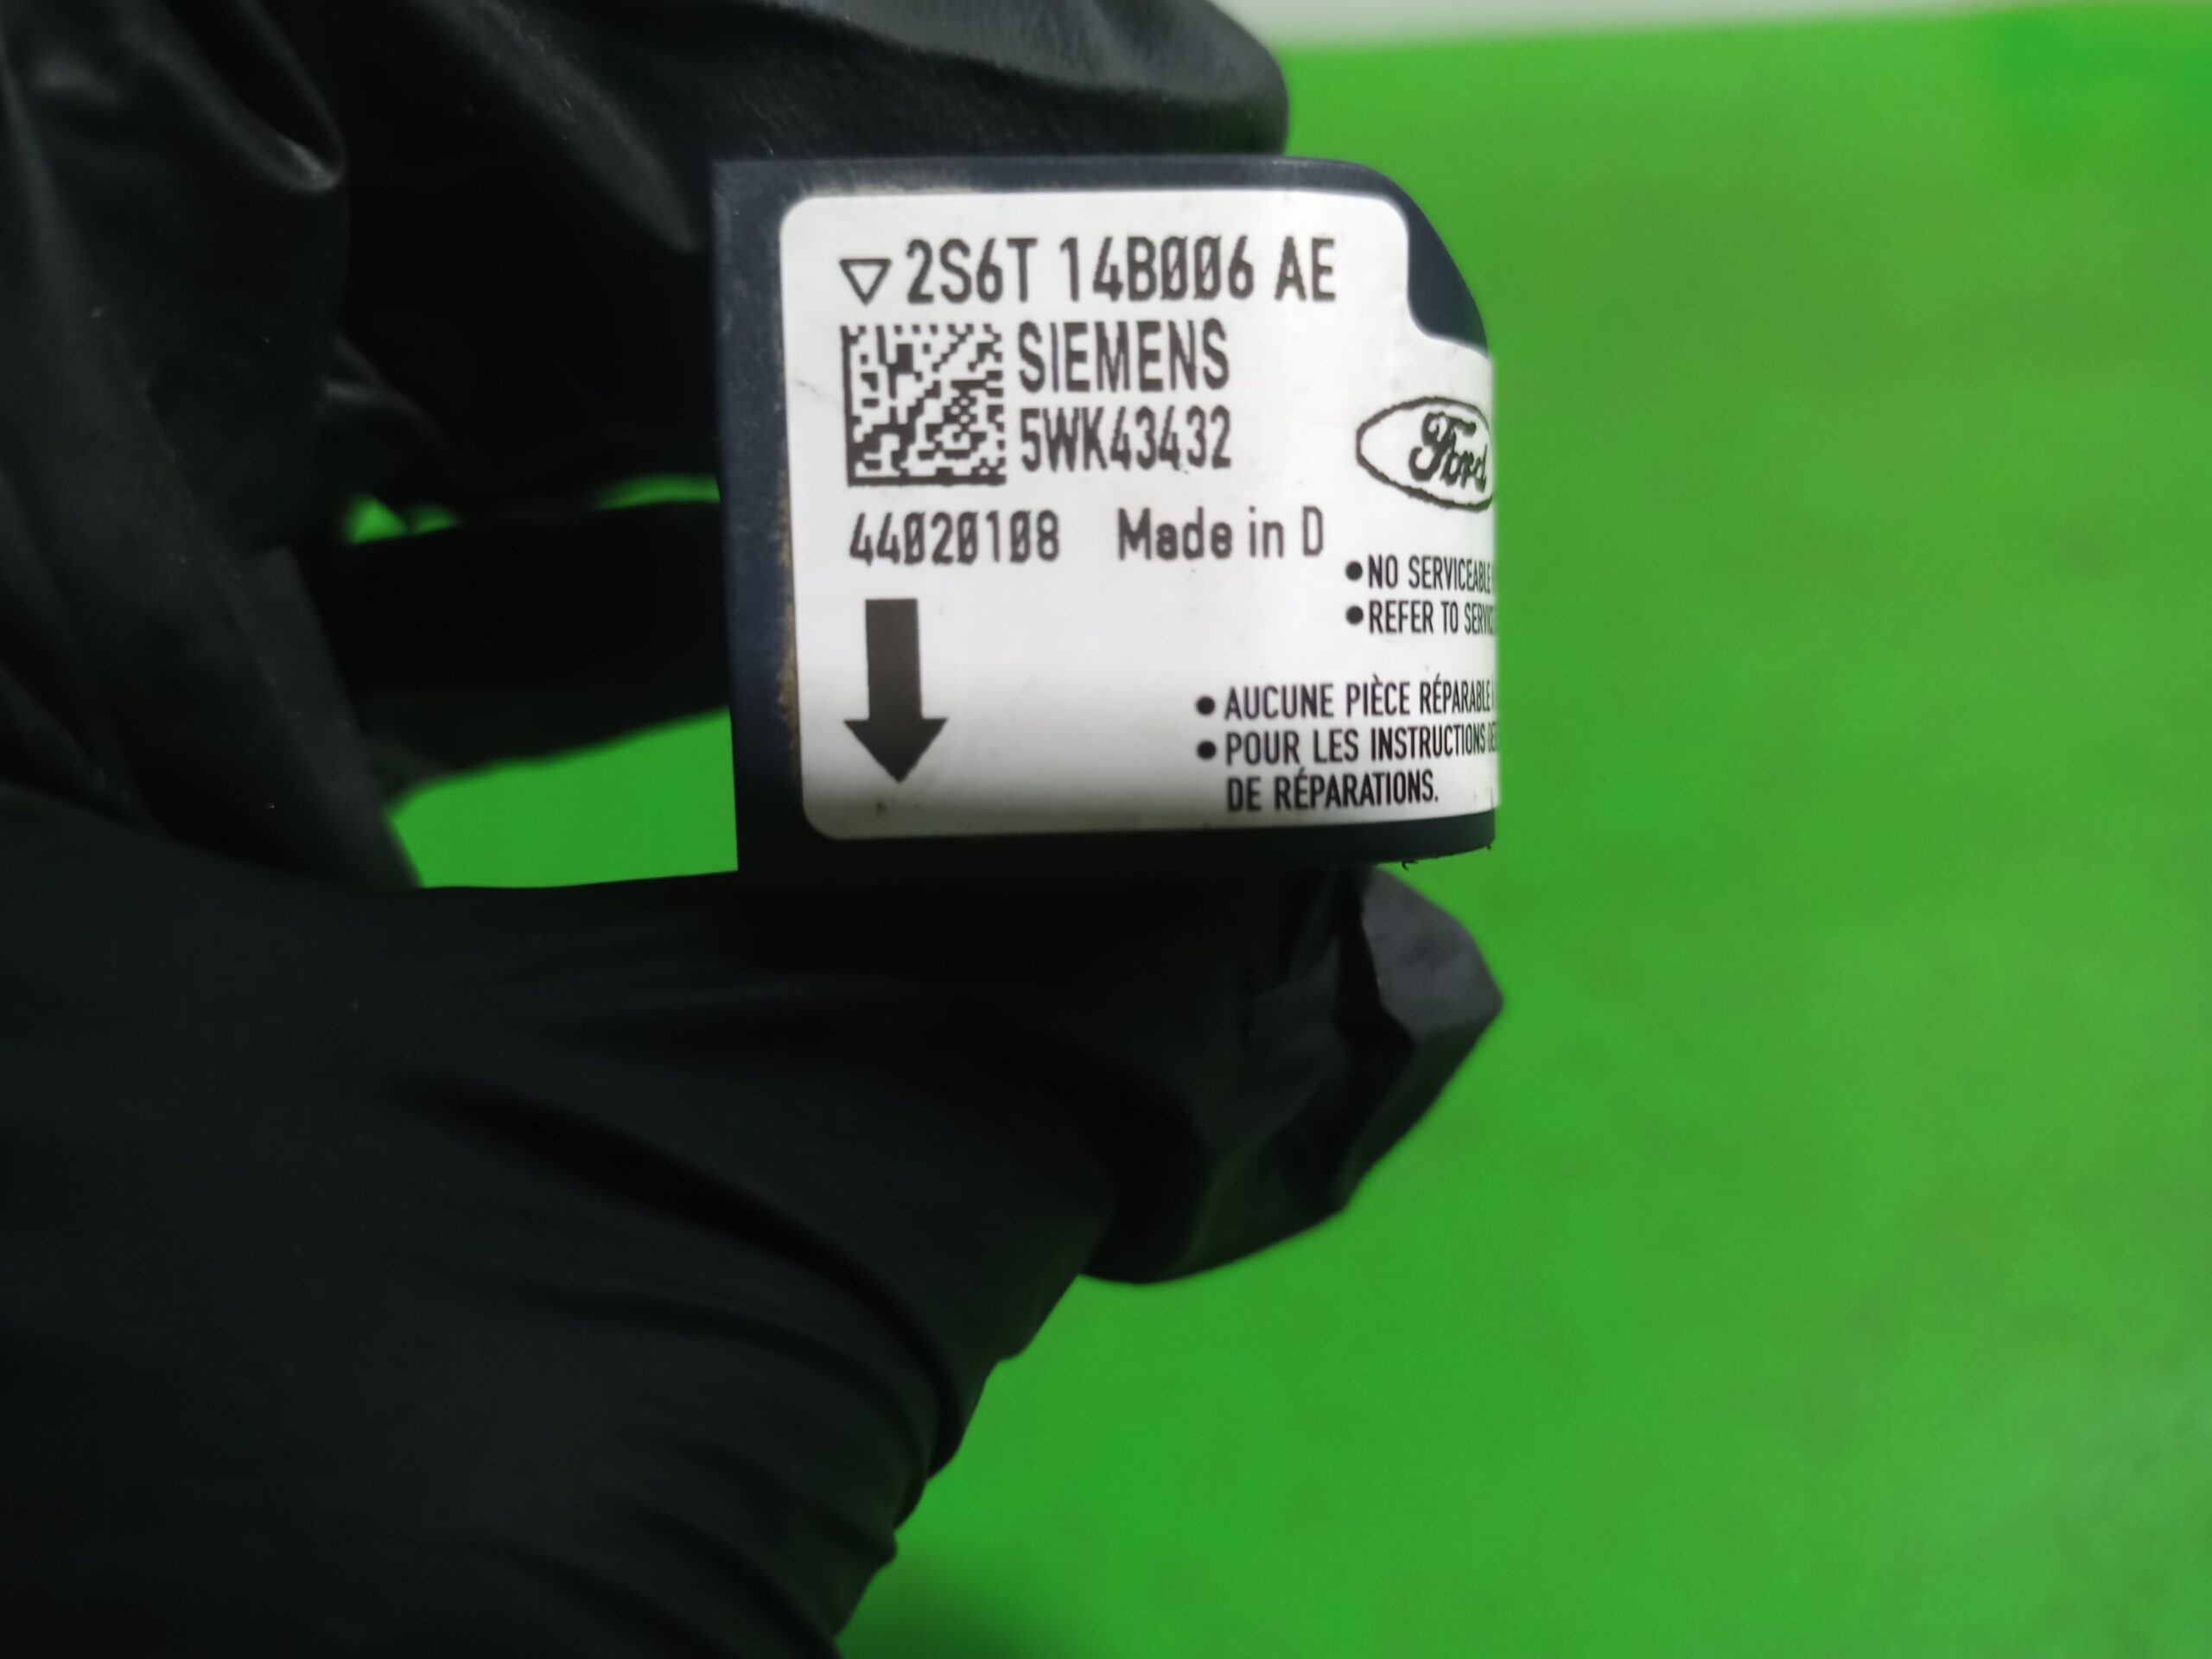 2S6T 14B006 AE
SIEMENS
5WK43432
44020108 Made in D
Ford
•NO SERVICEABLE
•REFER TO
•AUCUNE PIÈCE RÉPARABLE
•POUR LES INSTRUCTIONS
DE RÉPARATIONS.